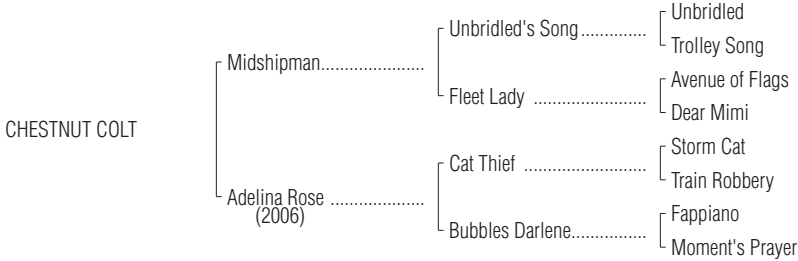 Unbridled
Unbridled's Song..............
Trolley Song
Midshipman......................
Avenue of Flags
Fleet Lady ........................
Dear Mimi
CHESTNUT COLT
Storm Cat
Cat Thief ..........................
Train Robbery
Adelina Rose ....................
(2006)
Fappiano
Bubbles Darlene................
Moment's Prayer